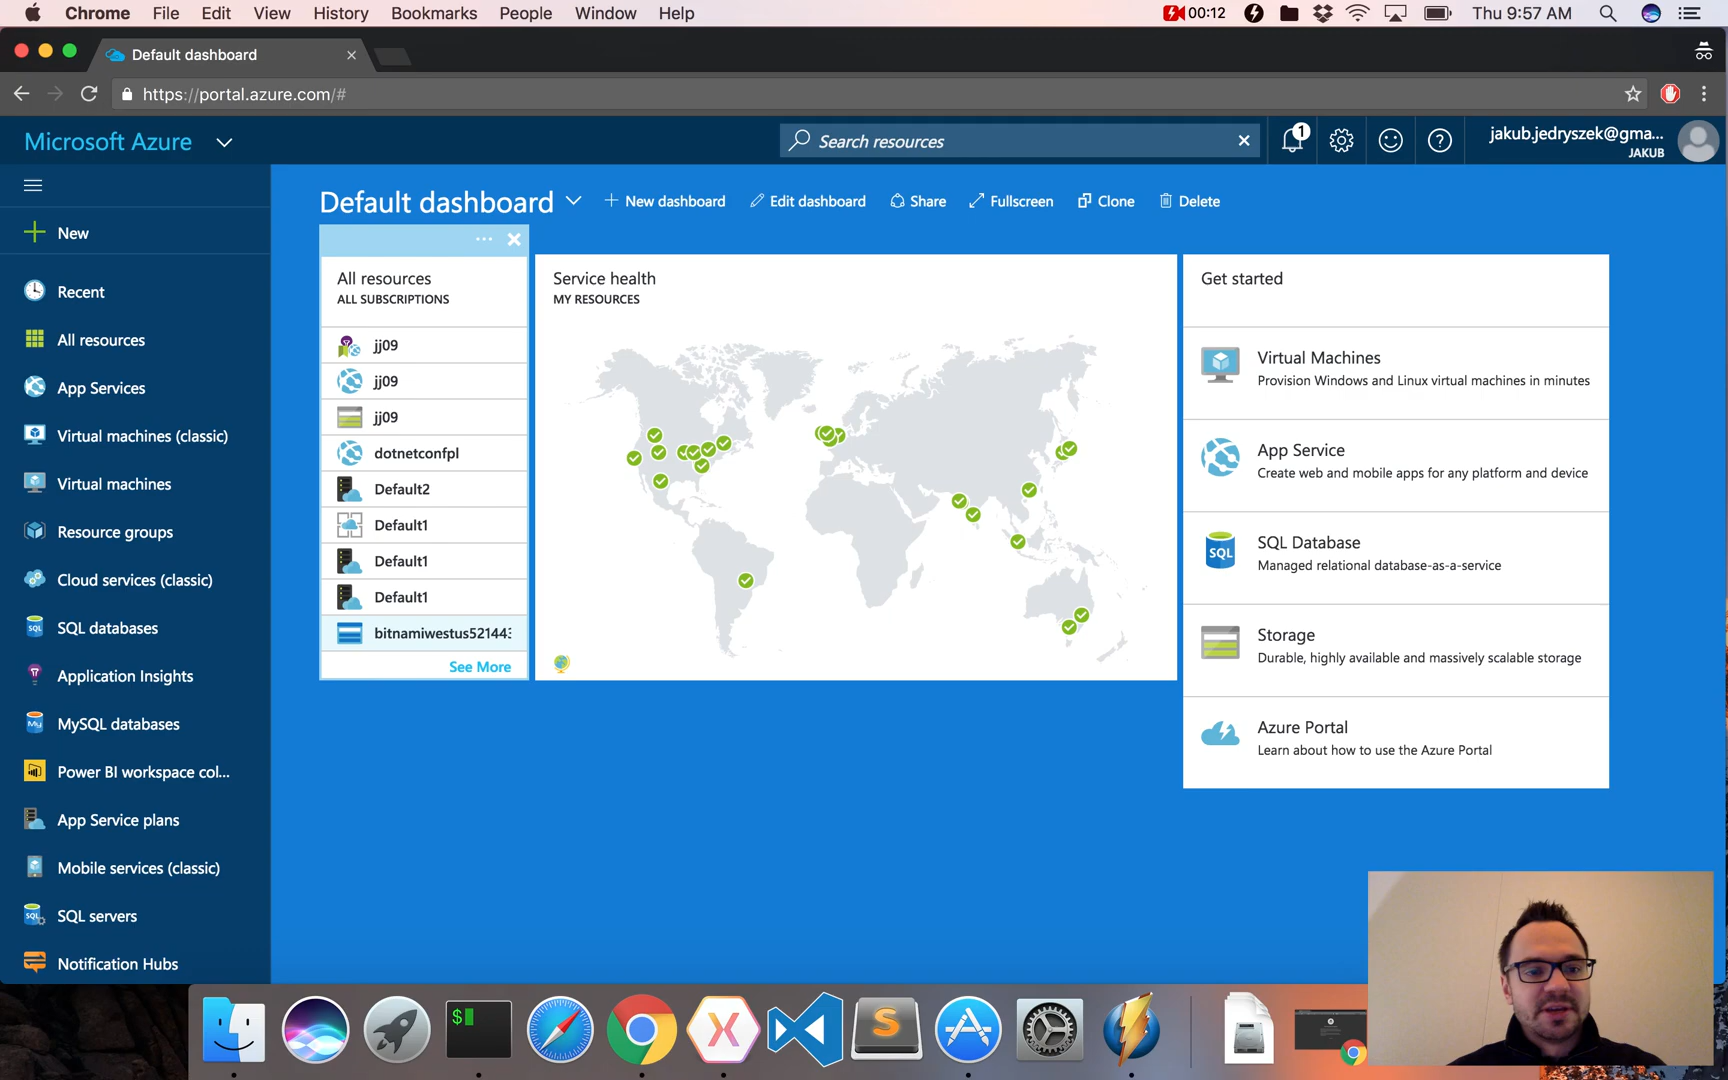 Chrome File Edit View History Bookmarks People Window Help 00:12 Thu 9:57 AM
Default dashboard
https://portal.azure.com/#
Microsoft Azure
Search resources
1
jakub.jedryszek@gma...
JAKUB
Default dashboard
New dashboard Edit dashboard Share Fullscreen Clone Delete
New
Recent
All resources
App Services
Virtual machines (classic)
Virtual machines
Resource groups
Cloud services (classic)
SQL databases
Application Insights
MySQL databases
Power BI workspace col...
App Service plans
Mobile services (classic)
SQL servers
Notification Hubs
All resources
ALL SUBSCRIPTIONS
jj09
jj09
jj09
dotnetconfpl
Default2
Default1
Default1
Default1
bitnamiwestus52144
See More
Service health
MY RESOURCES
Get started
Virtual Machines
Provision Windows and Linux virtual machines in minutes
App Service
Create web and mobile apps for any platform and device
SQL
SQL Database
Managed relational database-as-a-service
Storage
Durable, highly available and massively scalable storage
Azure Portal
Learn about how to use the Azure Portal
$
S